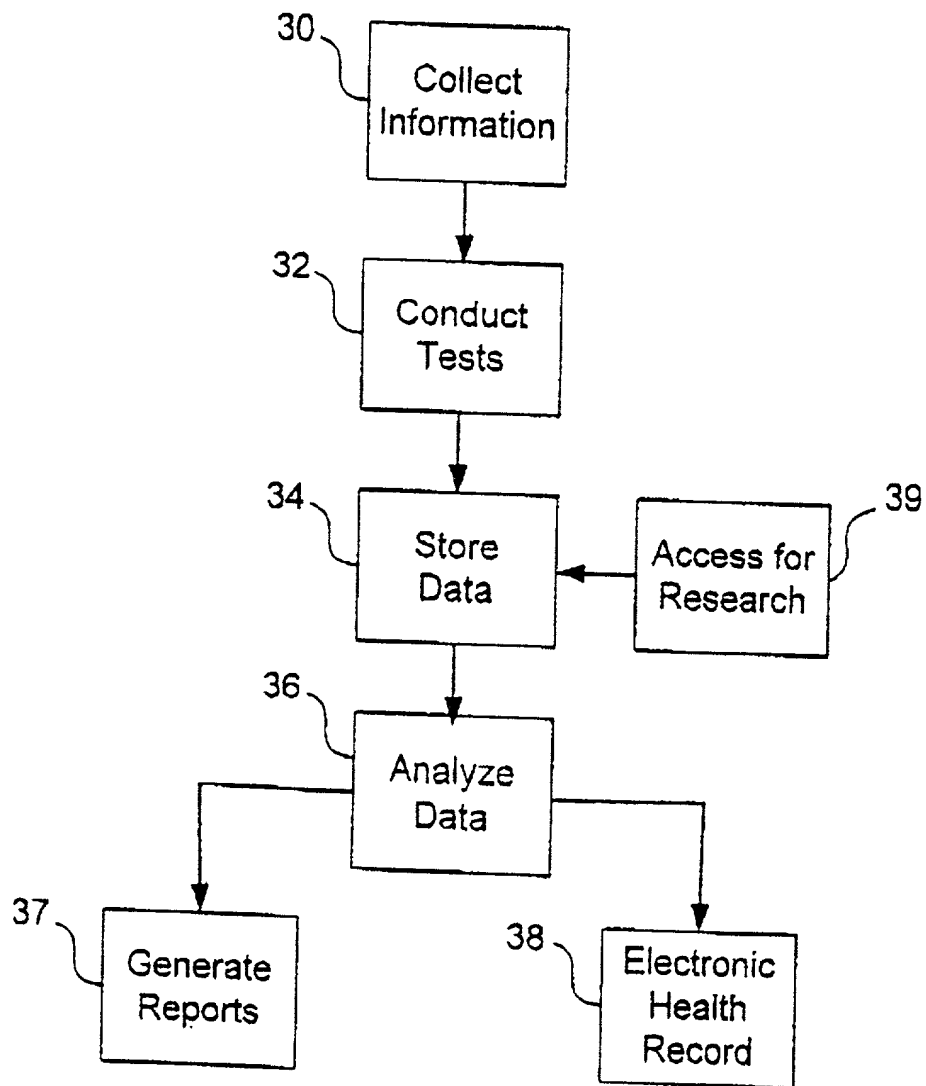 30
Collect
Information
32
Conduct
Tests
34
Store
Data
39
Access for
Research
36
Analyze
Data
37
Generate
Reports
38
Electronic
Health
Record